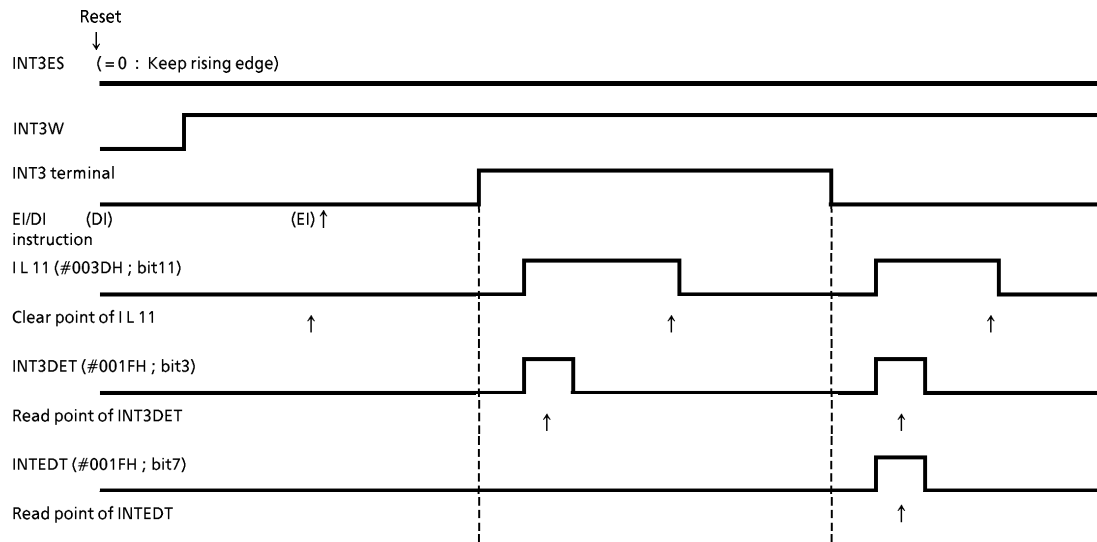 Reset
↓
INT3ES (=0 : Keep rising edge)
INT3W
INT3 terminal
EI/DI (DI) (EI)↑
instruction
I L 11 (#003DH ; bit11)
Clear point of I L 11 ↑ ↑ ↑
INT3DET (#001FH ; bit3)
Read point of INT3DET ↑ ↑
INTEDT (#001FH ; bit7)
Read point of INTEDT ↑